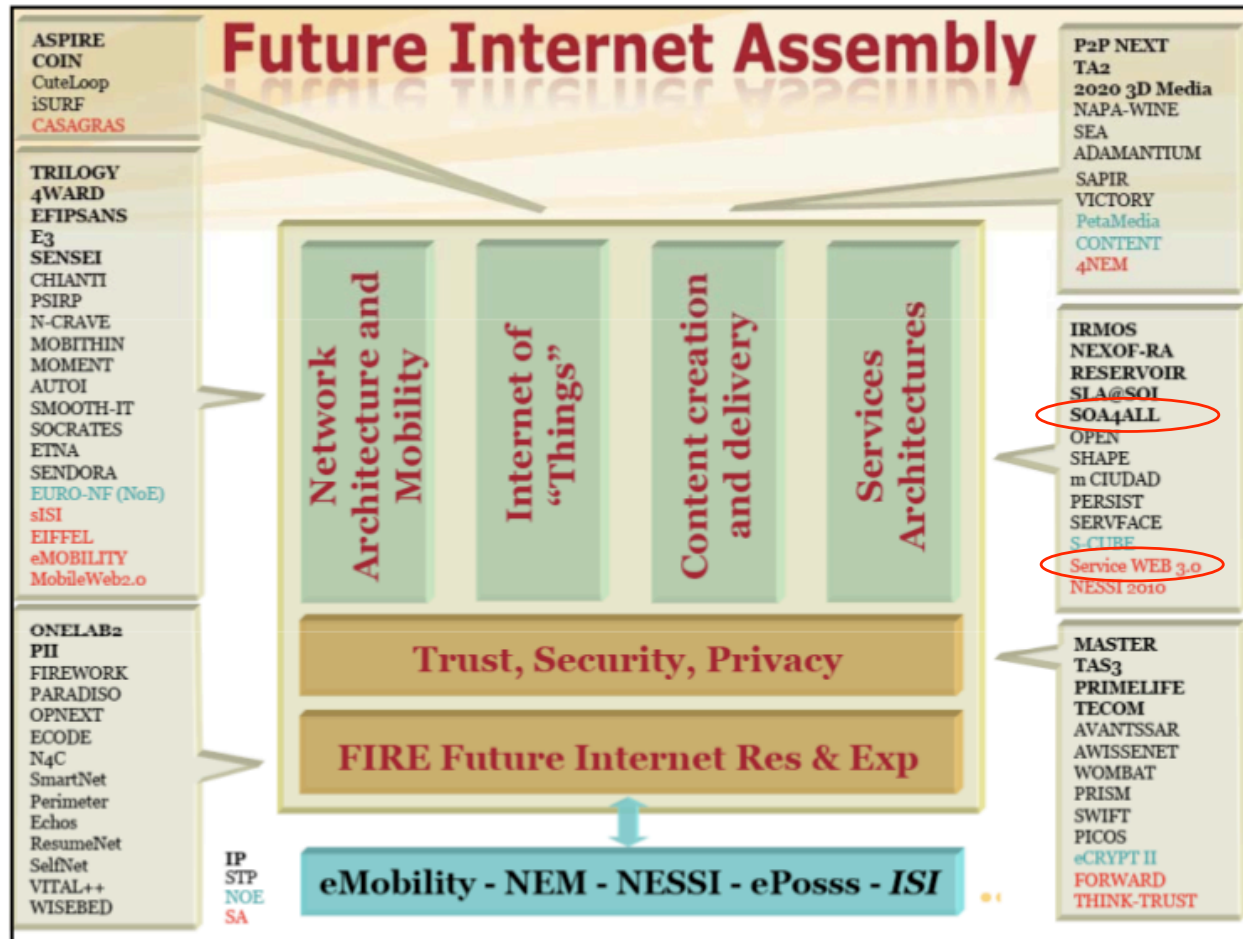 Future Internet Assembly
ASPIRE
COIN
CuteLoop
iSURF
CASAGRAS
TRILOGY
4WARD
EFIPSANS
E3
SENSEI
CHIANTI
PSIRP
N-CRAVE
MOBITHIN
MOMENT
AUTOI
SMOOTH-IT
SOCRATES
ETNA
SENDORA
EURO-NF (NoE)
sISI
EIFFEL
eMOBILITY
MobileWeb2.0
ONELAB2
PII
FIREWORK
PARADISO
OPNEXT
ECODE
N4C
SmartNet
Perimeter
Echos
ResumeNet
SelfNet
VITAL++
WISEBED
Network
Architecture and
Mobility
Internet of
“Things”
Content creation
and delivery
Services
Architectures
Trust, Security, Privacy
FIRE Future Internet Res & Exp
IP
STP
NOE
SA
eMobility - NEM - NESSI - ePosss - ISI
P2P NEXT
TA2
2020 3D Media
NAPA-WINE
SEA
ADAMANTIUM
SAPIR
VICTORY
PetaMedia
CONTENT
4NEM
IRMOS
NEXOF-RA
RESERVOIR
SLA@SOI
SOA4ALL
OPEN
SHAPE
m CIUDAD
PERSIST
SERVFACE
S-CUBE
Service WEB 3.0
NESSI 2010
MASTER
TAS3
PRIMELIFE
TECOM
AVANTSSAR
AWISSENET
WOMBAT
PRISM
SWIFT
PICOS
eCRYPT II
FORWARD
THINK-TRUST